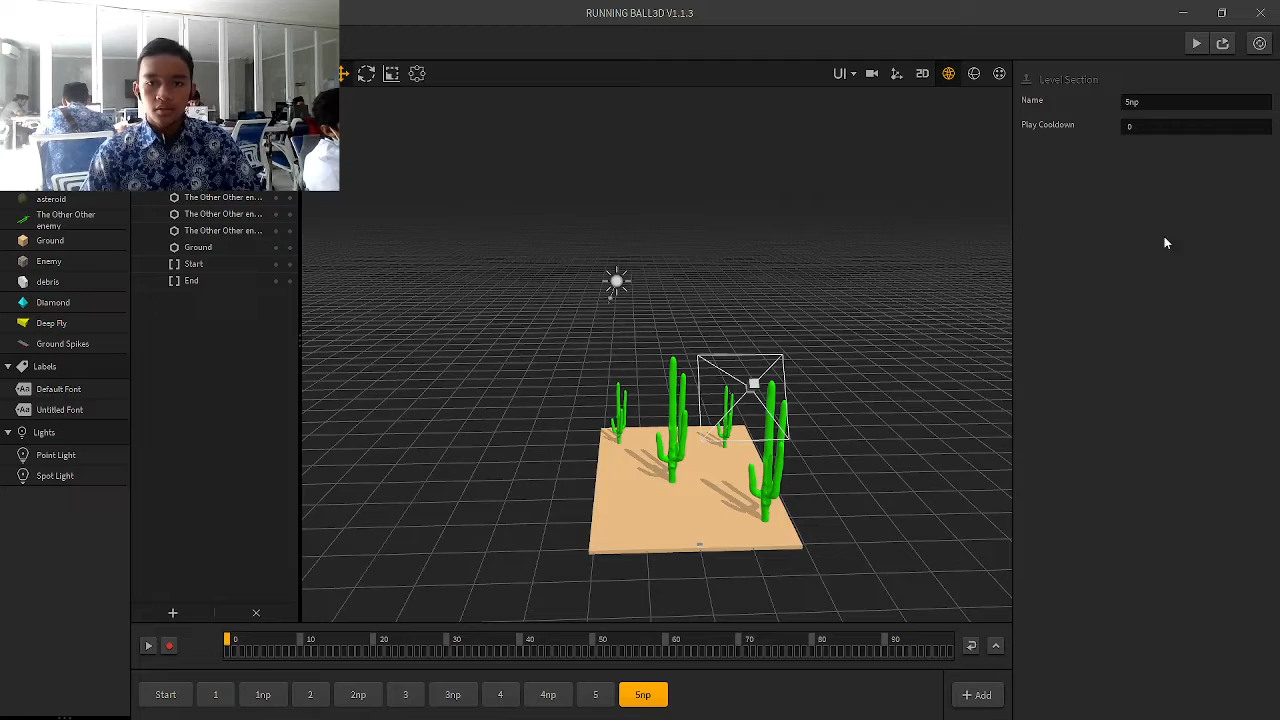 RUNNING BALL3D V1.1.3
UI
2D
Level Section
Name
5np
Play Cooldown
0
asteroid
The Other Other
enemy
Ground
Enemy
debris
Diamond
Deep Fly
Ground Spikes
Labels
Aa
Default Font
Aa
Untitled Font
Lights
Point Light
Spot Light
The Other Other en...
The Other Other en...
The Other Other en...
Ground
Start
End
0 10 20 30 40 50 60 70 80 90
Start 1 1np 2 2np 3 3np 4 4np 5 5np
Add